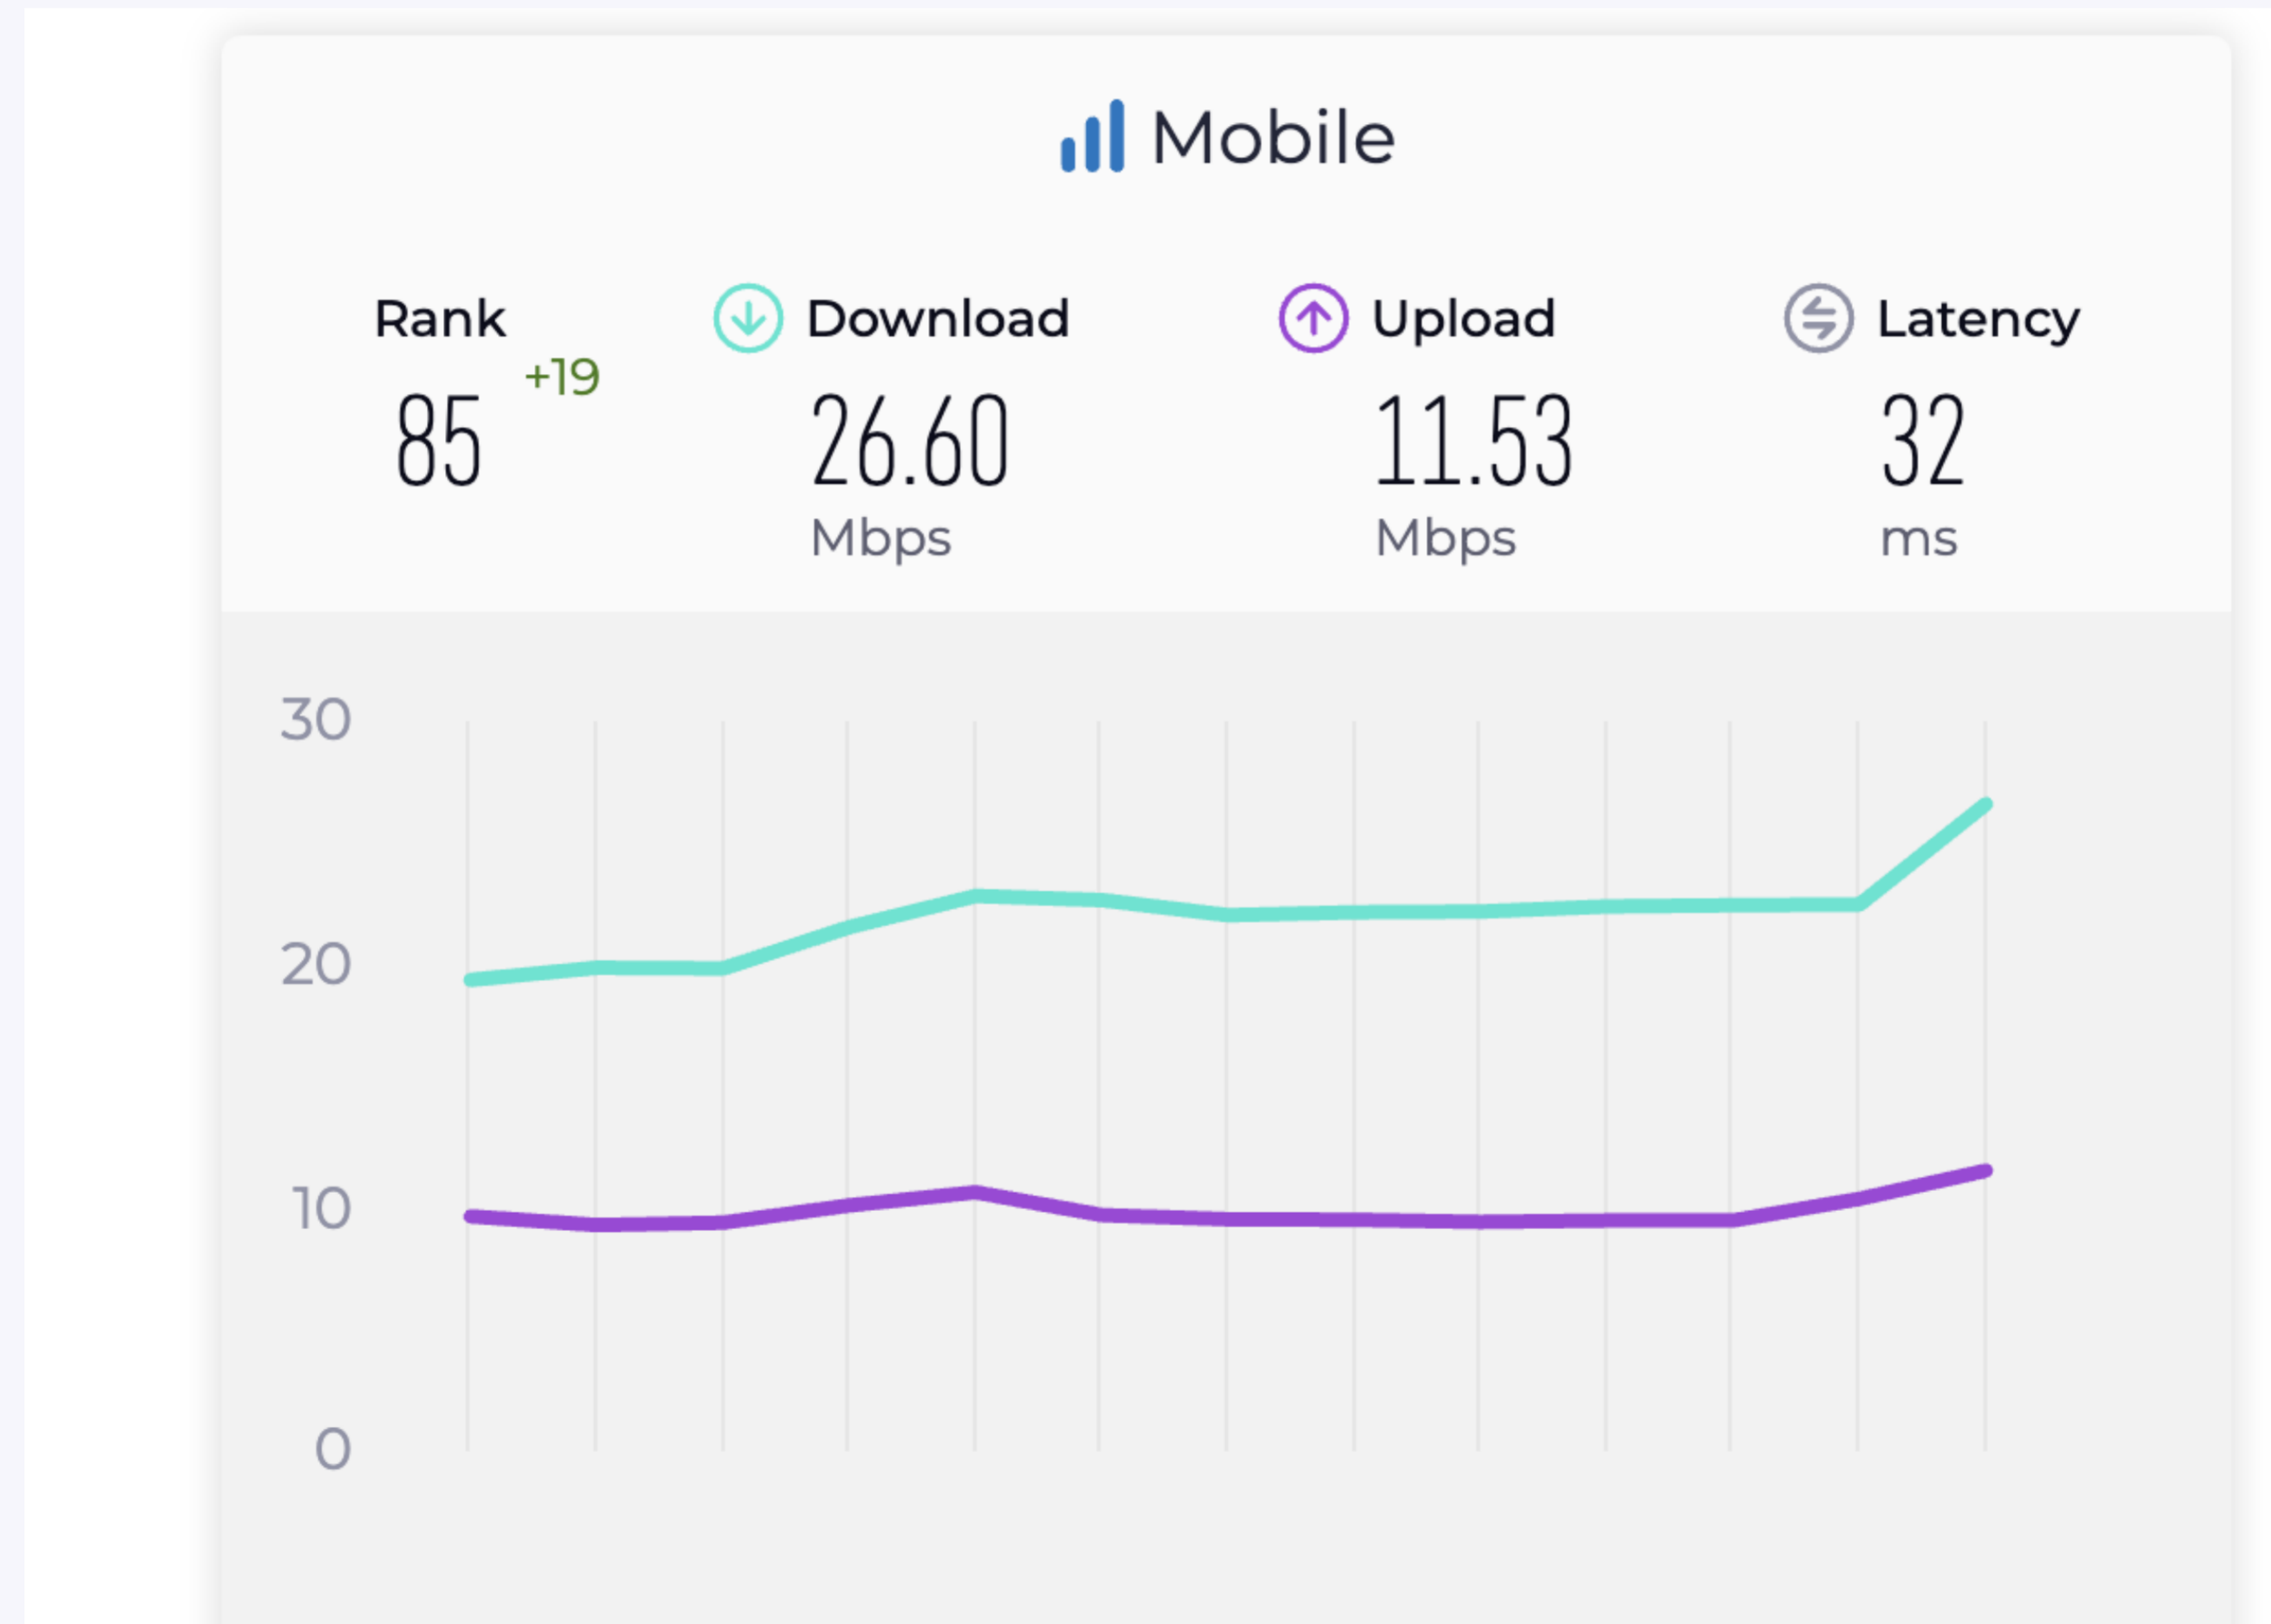 Mobile
Rank
+19
85
Download
26.60
Mbps
Upload
11.53
Mbps
Latency
32
ms
30
20
10
0